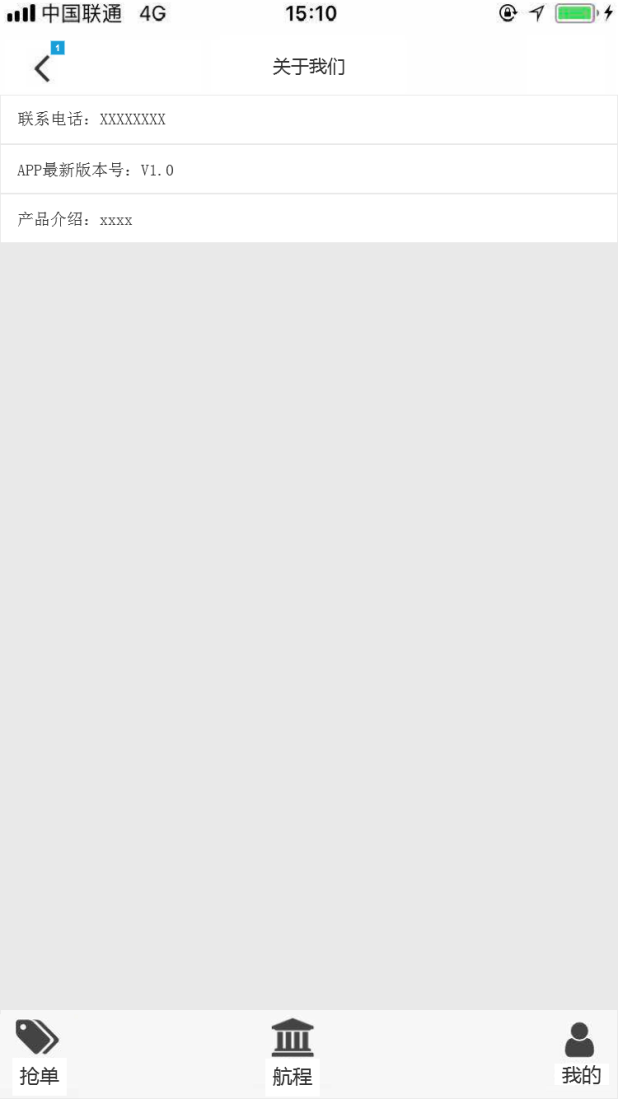 中国联通 4G 15:10
1
关于我们
联系电话：XXXXXXXX
APP最新版本号：V1.0
产品介绍：xxxx
抢单 航程 我的